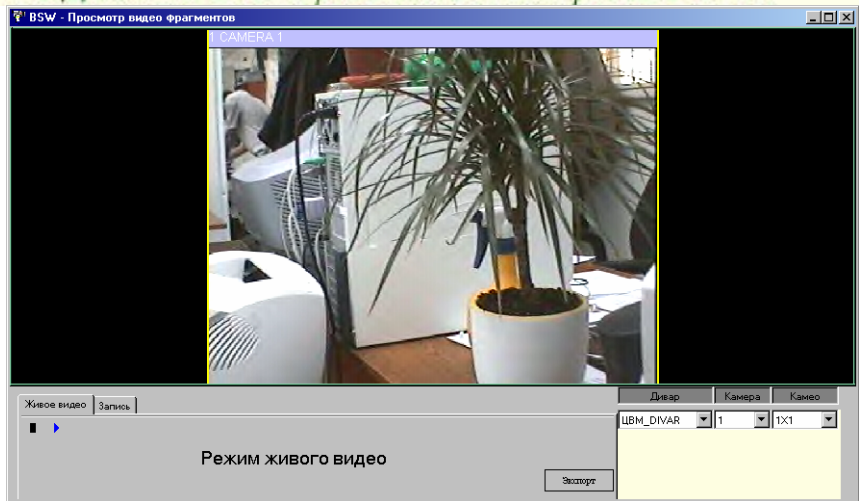 BSW - Просмотр видео фрагментов
1 CAMERA 1
Живое видео Запись
Режим живого видео
Экспорт
Дивар Камера Камео
ЦВМ_DIVAR 1 1X1